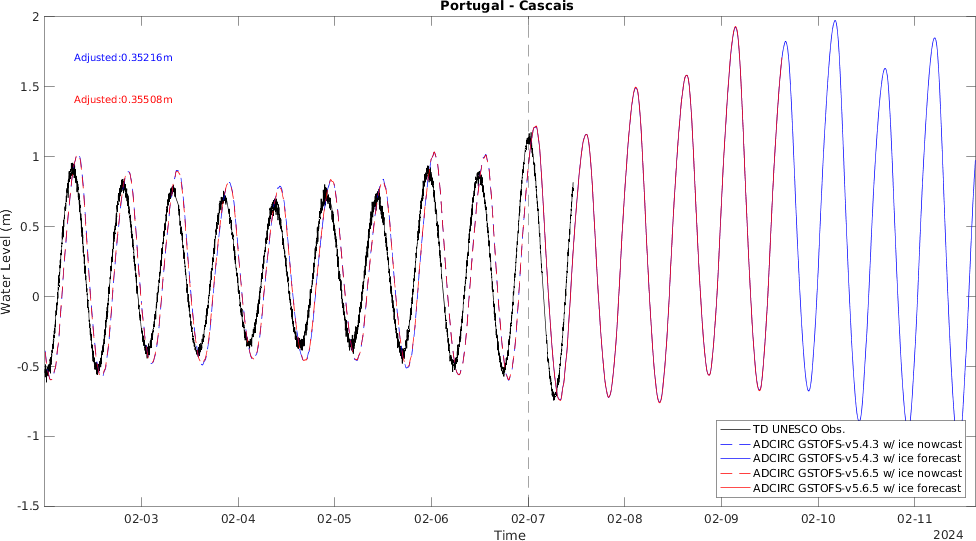 Portugal - Cascais
Adjusted:0.35216m
Adjusted:0.35508m
Water Level (m)
2
1.5
1
0.5
0
-0.5
-1
-1.5
02-03
02-04
02-05
02-06
02-07
02-08
02-09
02-10
02-11
Time
2024
TD UNESCO Obs.
ADCIRC GSTOFS-v5.4.3 w/ ice nowcast
ADCIRC GSTOFS-v5.4.3 w/ ice forecast
ADCIRC GSTOFS-v5.6.5 w/ ice nowcast
ADCIRC GSTOFS-v5.6.5 w/ ice forecast